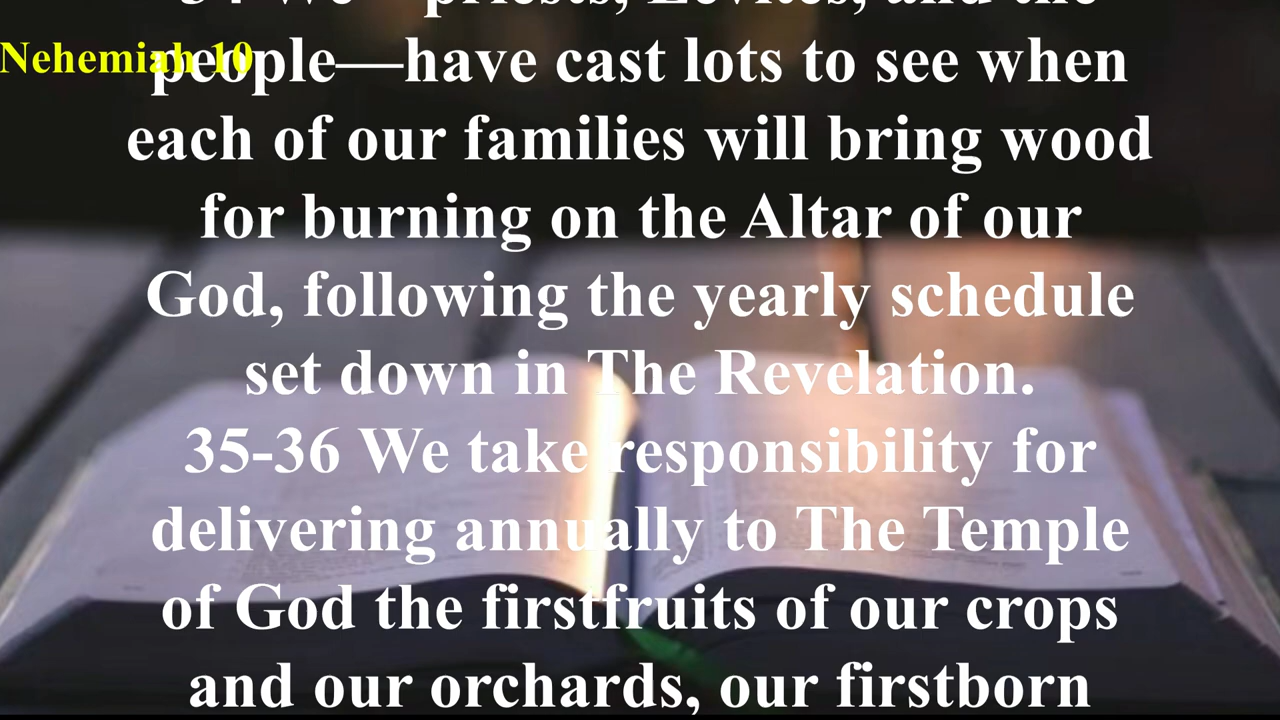 34 We—priests, Levites, and the
Nehemiah 10
people—have cast lots to see when
each of our families will bring wood
for burning on the Altar of our
God, following the yearly schedule
set down in The Revelation.
35-36 We take responsibility for
delivering annually to The Temple
of God the firstfruits of our crops
and our orchards, our firstborn